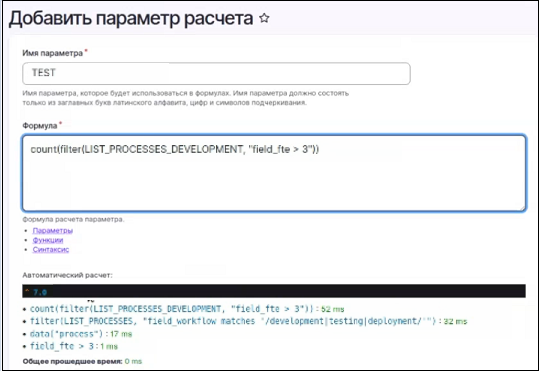 Добавить параметр расчета
Имя параметра *
TEST
Имя параметра, которое будет использоваться в формулах. Имя параметра должно состоять
только из заглавных букв латинского алфавита, цифр и символов подчеркивания.
Формула *
count(filter(LIST_PROCESSES_DEVELOPMENT, "field_fte > 3"))
Формула расчета параметра.
• Параметры
• Функции
• Синтаксис
Автоматический расчет:
^ 7.0
• count(filter(LIST_PROCESSES_DEVELOPMENT, "field_fte > 3")) : 52 ms
• filter(LIST_PROCESSES, "field_workflow matches '/development|testing|deployment/'") : 32 ms
• data("process") : 17 ms
• field_fte > 3 : 1 ms
Общее прошедшее время: 0 ms